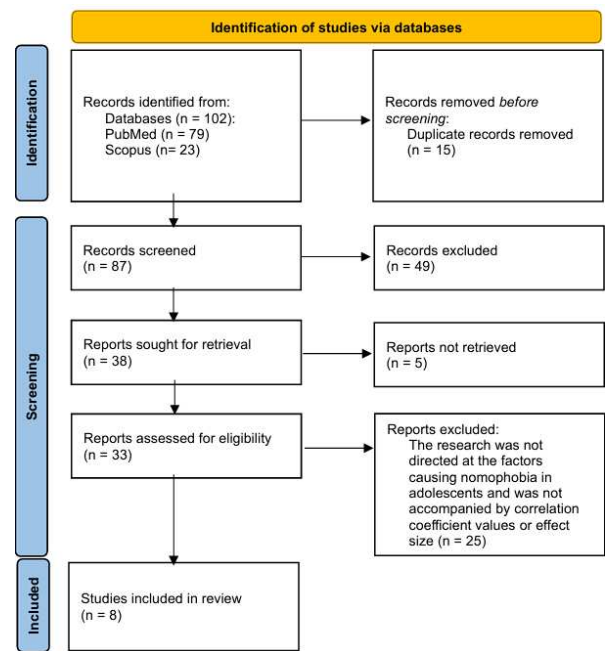 Identification of studies via databases
Identification
Records identified from:
Databases (n = 102):
PubMed (n = 79)
Scopus (n= 23)
Records removed before
screening:
Duplicate records removed
(n = 15)
Screening
Records screened
(n = 87)
Records excluded
(n = 49)
Reports sought for retrieval
(n = 38)
Reports not retrieved
(n = 5)
Reports assessed for eligibility
(n = 33)
Reports excluded:
The research was not
directed at the factors
causing nomophobia in
adolescents and was not
accompanied by correlation
coefficient values or effect
size (n = 25)
Included
Studies included in review
(n = 8)